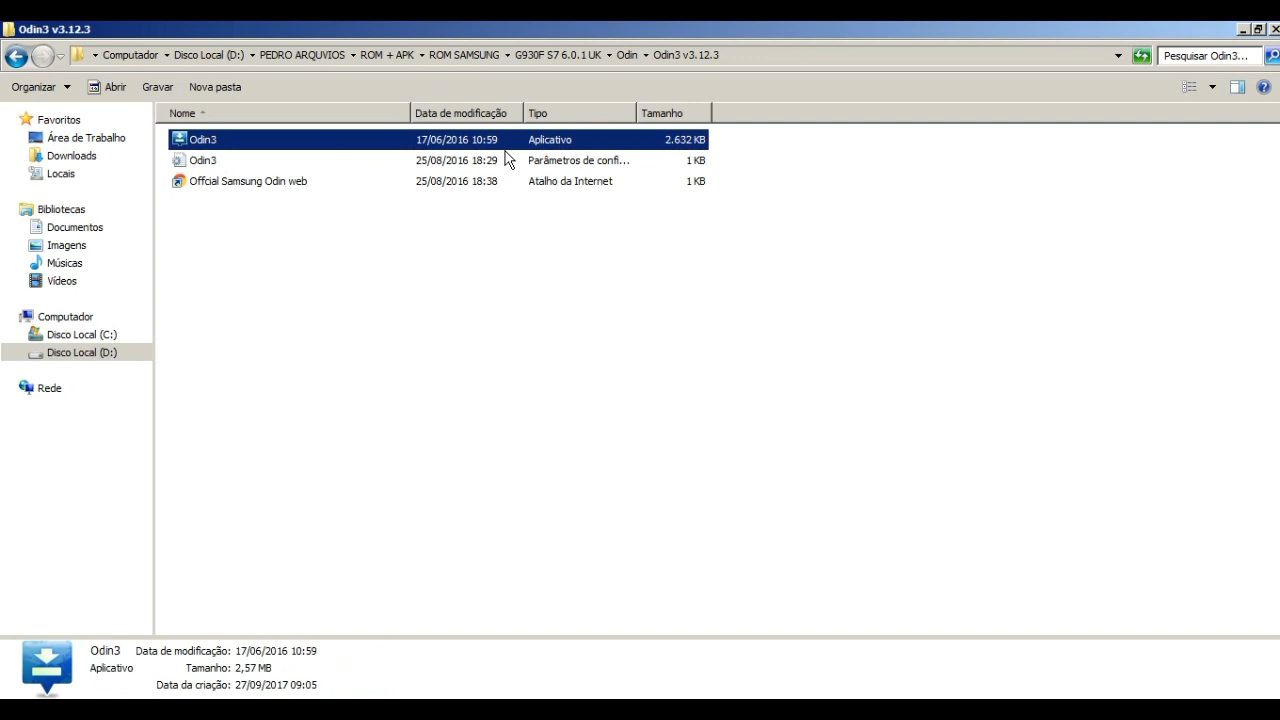 Odin3 v3.12.3
Computador Disco Local (D:) PEDRO ARQUVIOS ROM + APK ROM SAMSUNG G930F S7 6.0.1 UK Odin Odin3 v3.12.3
Pesquisar Odin3...
Organizar Abrir Gravar Nova pasta
Nome Data de modificação Tipo Tamanho
Odin3 17/06/2016 10:59 Aplicativo 2.632 KB
Odin3 25/08/2016 18:29 Parâmetros de confi... 1 KB
Offcial Samsung Odin web 25/08/2016 18:38 Atalho da Internet 1 KB
Favoritos
Área de Trabalho
Downloads
Locais
Bibliotecas
Documentos
Imagens
Músicas
Vídeos
Computador
Disco Local (C:)
Disco Local (D:)
Rede
Odin3 Data de modificação: 17/06/2016 10:59
Aplicativo Tamanho: 2,57 MB
Data da criação: 27/09/2017 09:05